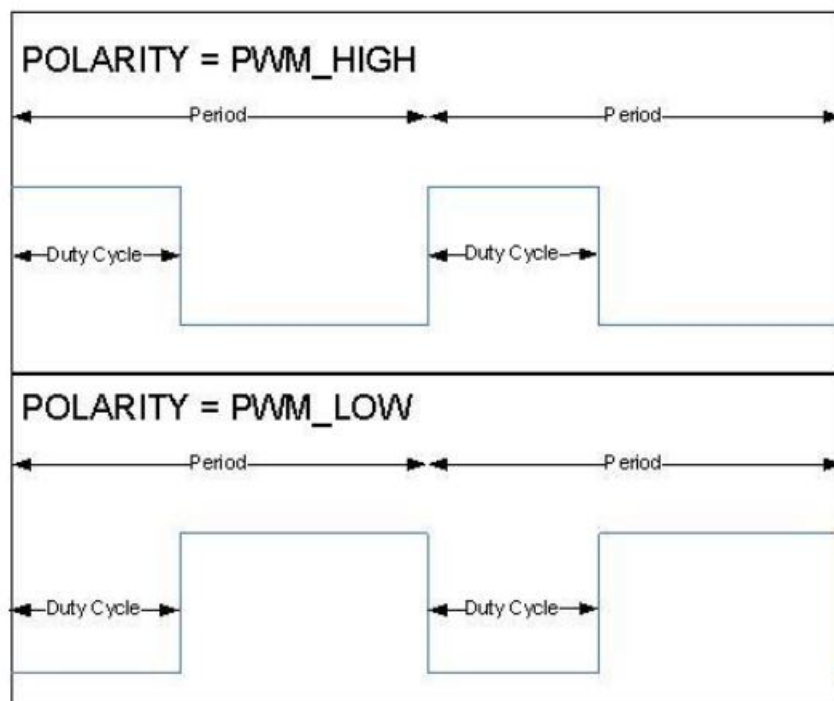 POLARITY = PWM_HIGH
Period Period
Duty Cycle Duty Cycle
POLARITY = PWM_LOW
Period Period
Duty Cycle Duty Cycle